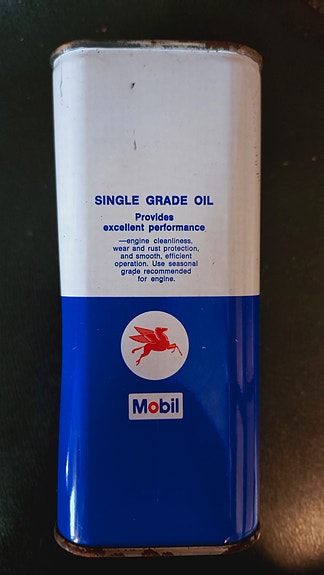 SINGLE GRADE OIL
Provides
excellent performance
—engine cleanliness,
wear and rust protection,
and smooth, efficient
operation. Use seasonal
grade recommended
for engine.
Mobil